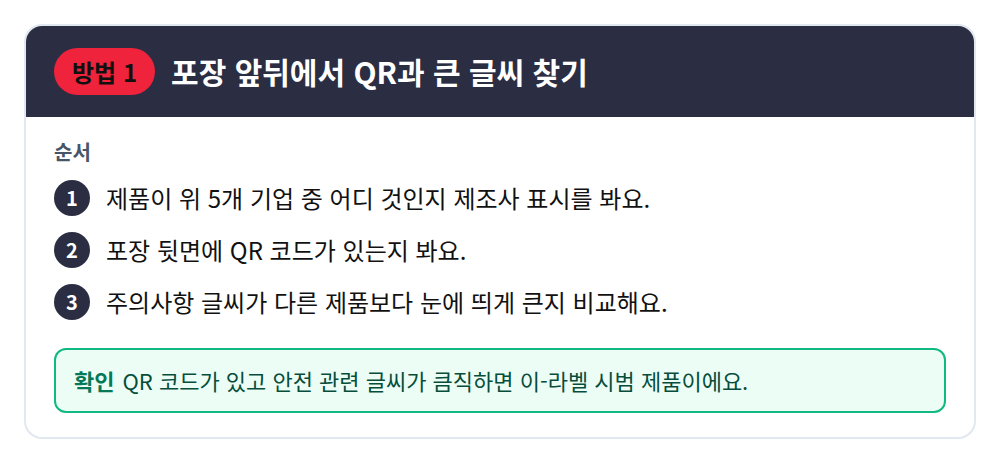 방법 1 포장 앞뒤에서 QR과 큰 글씨 찾기
순서
1 제품이 위 5개 기업 중 어디 것인지 제조사 표시를 봐요.
2 포장 뒷면에 QR 코드가 있는지 봐요.
3 주의사항 글씨가 다른 제품보다 눈에 띄게 큰지 비교해요.
확인 QR 코드가 있고 안전 관련 글씨가 큼직하면 이-라벨 시범 제품이에요.